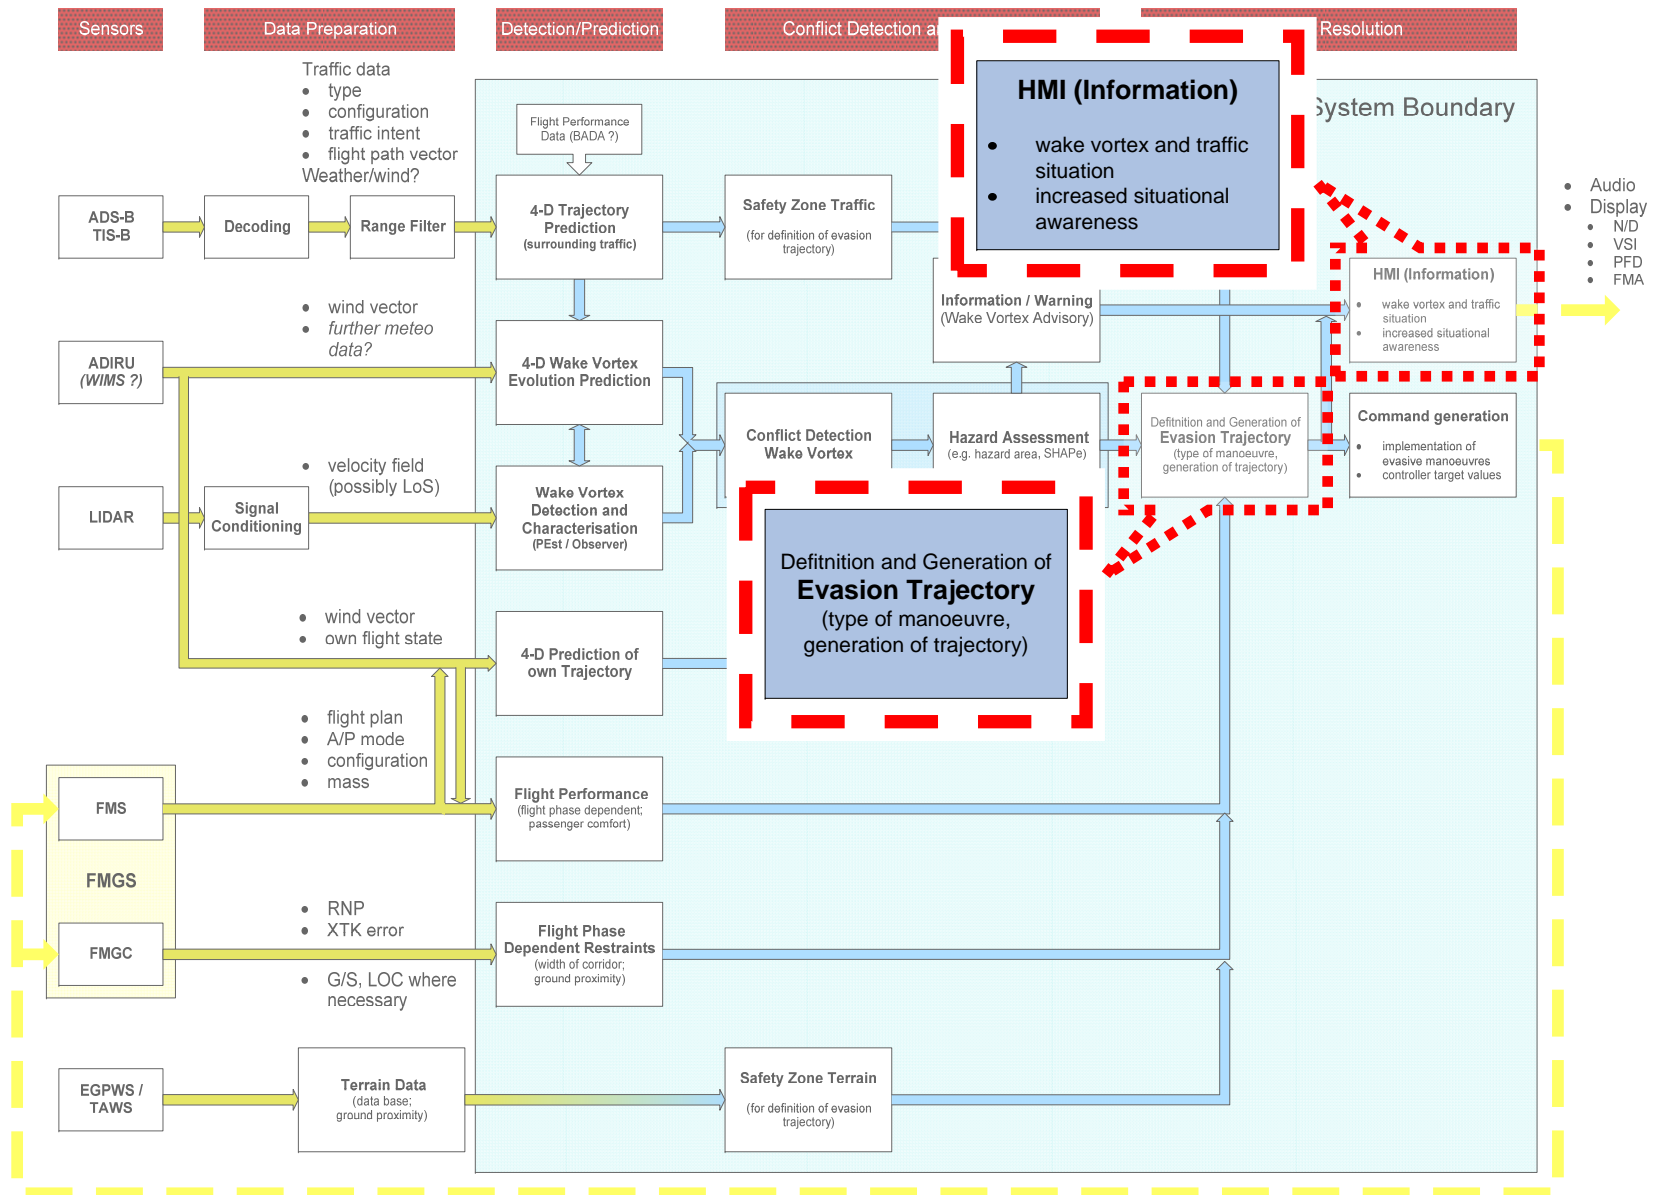 Sensors
Data Preparation
Detection/Prediction
Conflict Detection
Resolution
System Boundary
Traffic data
• type
• configuration
• traffic intent
• flight path vector
Weather/wind?
Flight Performance
Data (BADA ?)
HMI (Information)
• wake vortex and traffic
situation
• increased situational
awareness
ADS-B
TIS-B
Decoding
Range Filter
4-D Trajectory
Prediction
(surrounding traffic)
Safety Zone Traffic
(for definition of evasion
trajectory)
• Audio
• Display
• N/D
• VSI
• PFD
• FMA
Information / Warning
(Wake Vortex Advisory)
HMI (Information)
• wake vortex and traffic
situation
• increased situational
awareness
• wind vector
• further meteo
data?
ADIRU
(WIMS ?)
4-D Wake Vortex
Evolution Prediction
Conflict Detection
Wake Vortex
Hazard Assessment
(e.g. hazard area, SHAPe)
Defitnition and Generation of
Evasion Trajectory
(type of manoeuvre,
generation of trajectory)
Command generation
• implementation of
evasive manoeuvres
• controller target values
• velocity field
(possibly LoS)
LIDAR
Signal
Conditioning
Wake Vortex
Detection and
Characterisation
(PEst / Observer)
Defitnition and Generation of
Evasion Trajectory
(type of manoeuvre,
generation of trajectory)
• wind vector
• own flight state
4-D Prediction of
own Trajectory
• flight plan
• A/P mode
• configuration
• mass
FMS
Flight Performance
(flight phase dependent;
passenger comfort)
FMGS
• RNP
• XTK error
FMGC
Flight Phase
Dependent Restraints
(width of corridor;
ground proximity)
• G/S, LOC where
necessary
EGPWS /
TAWS
Terrain Data
(data base;
ground proximity)
Safety Zone Terrain
(for definition of evasion
trajectory)